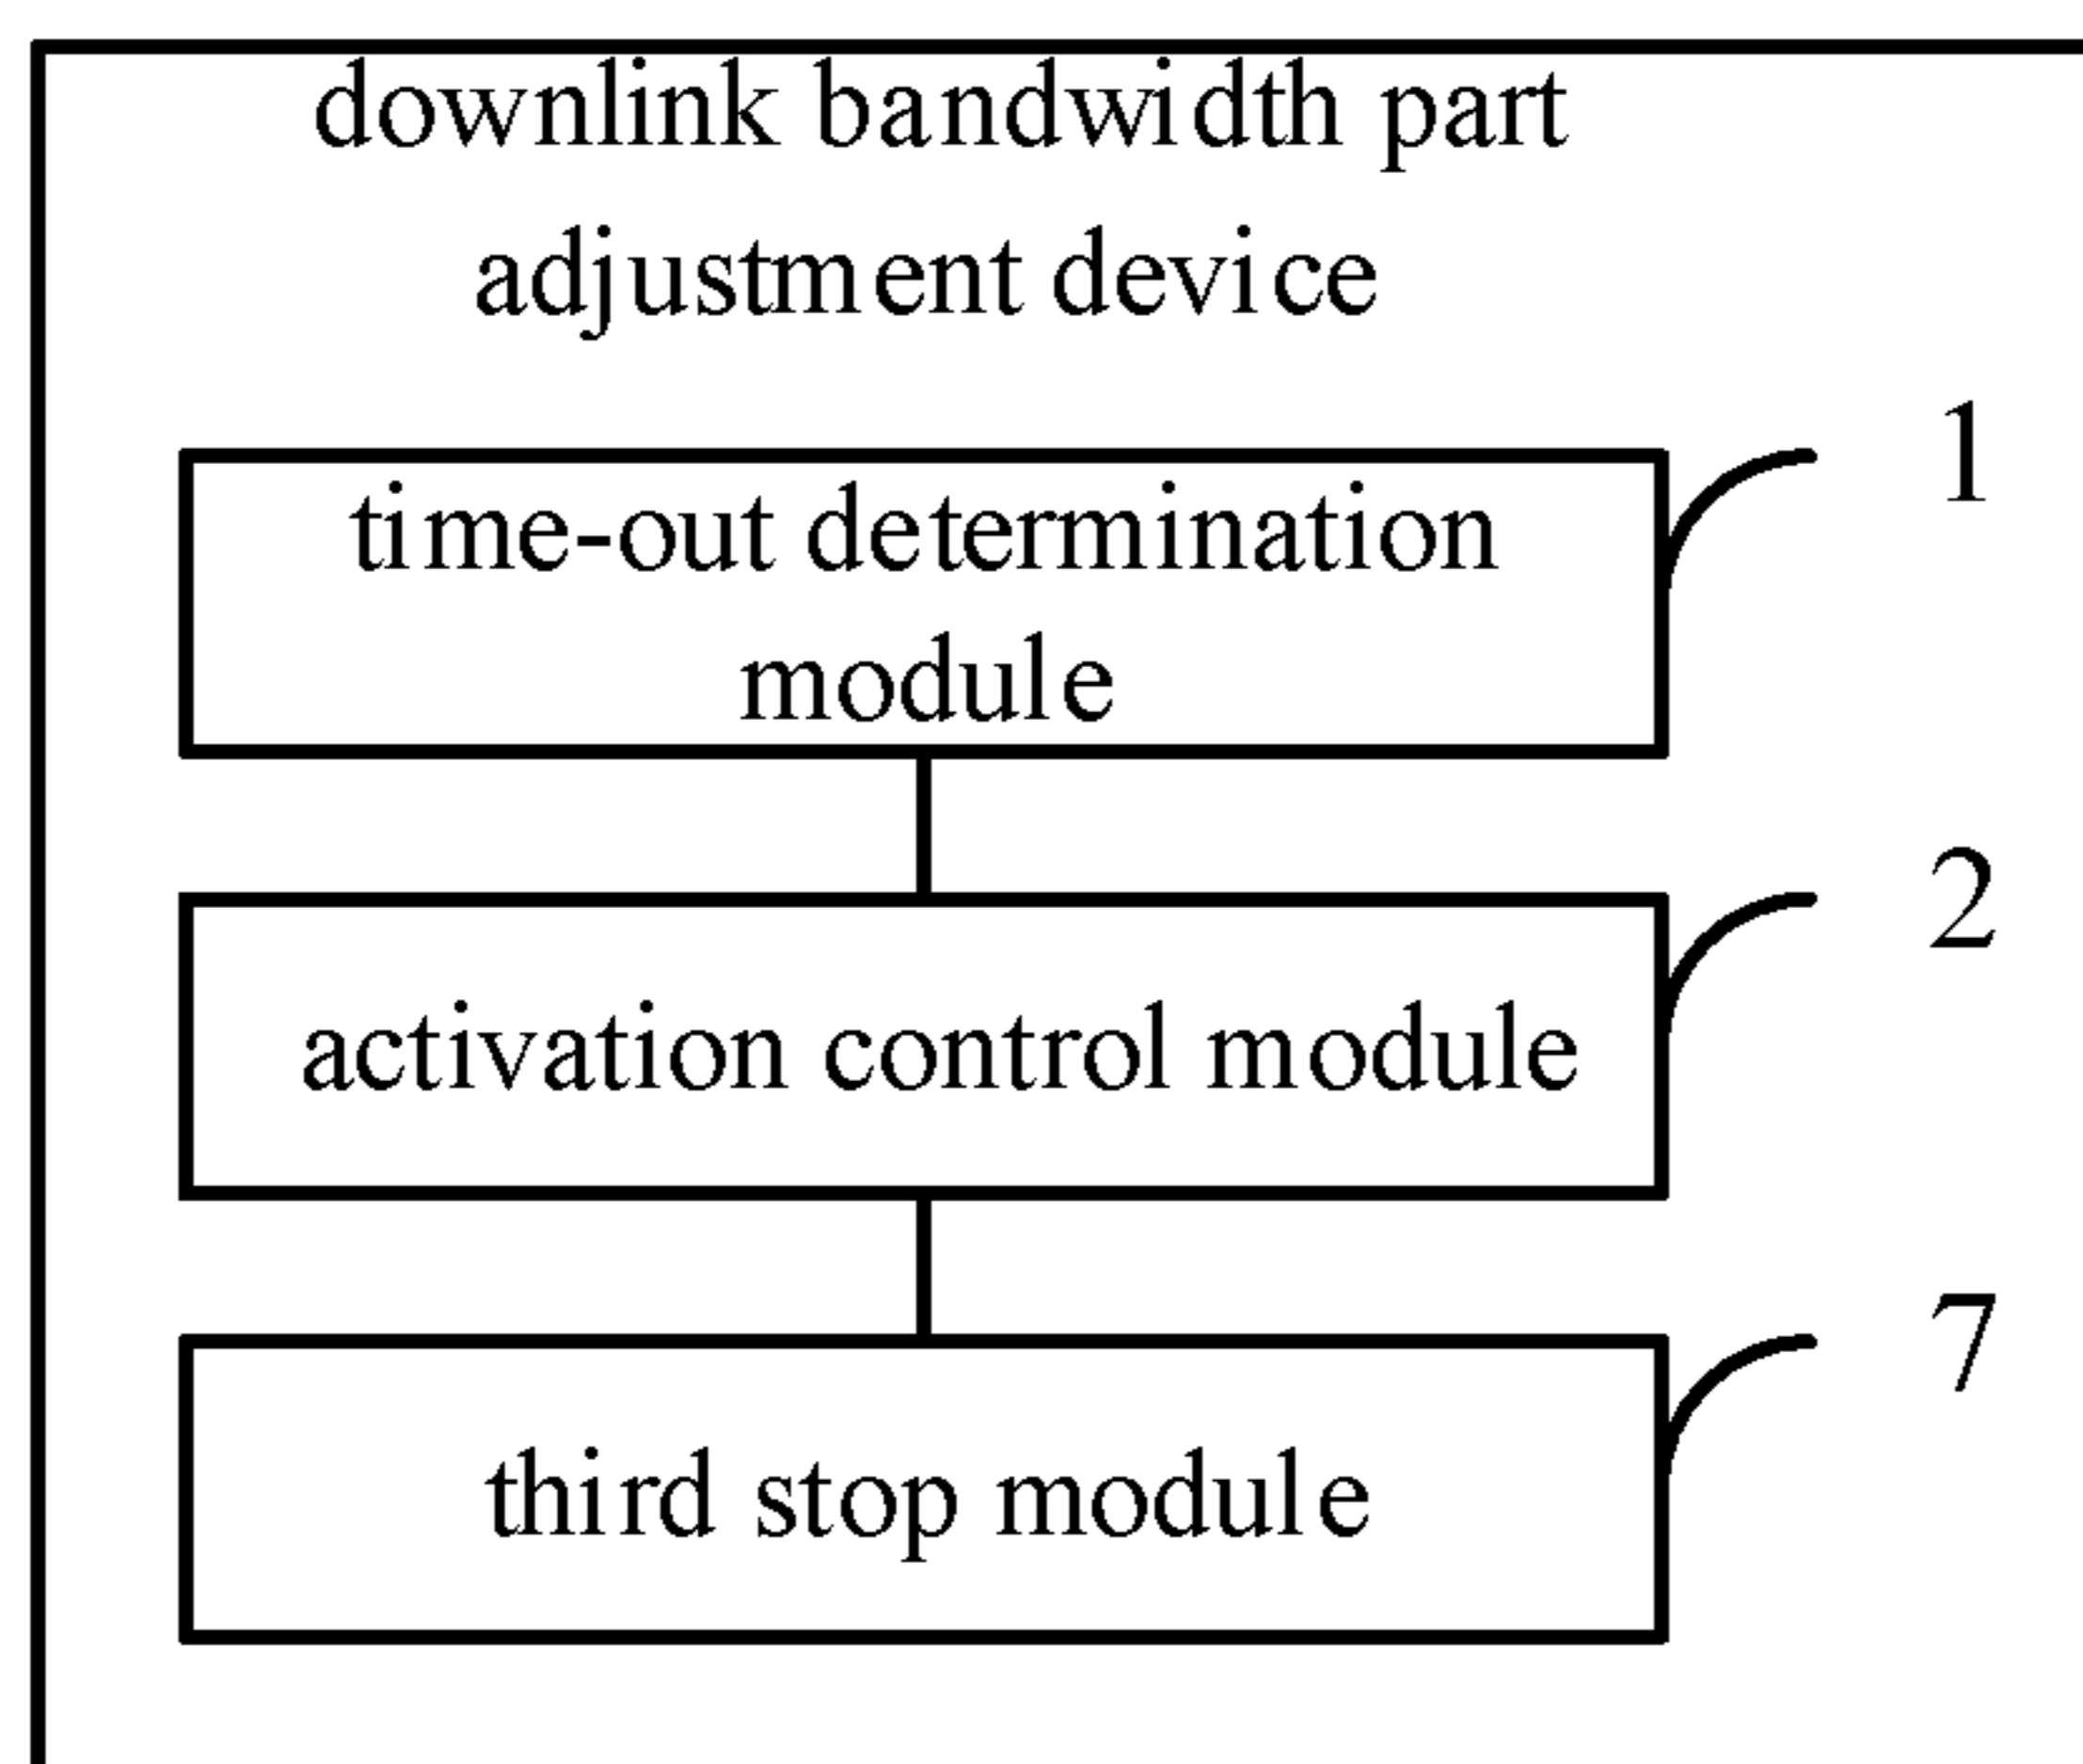 downlink bandwidth part
adjustment device
1
time-out determination
module
2
activation control module
7
third stop module